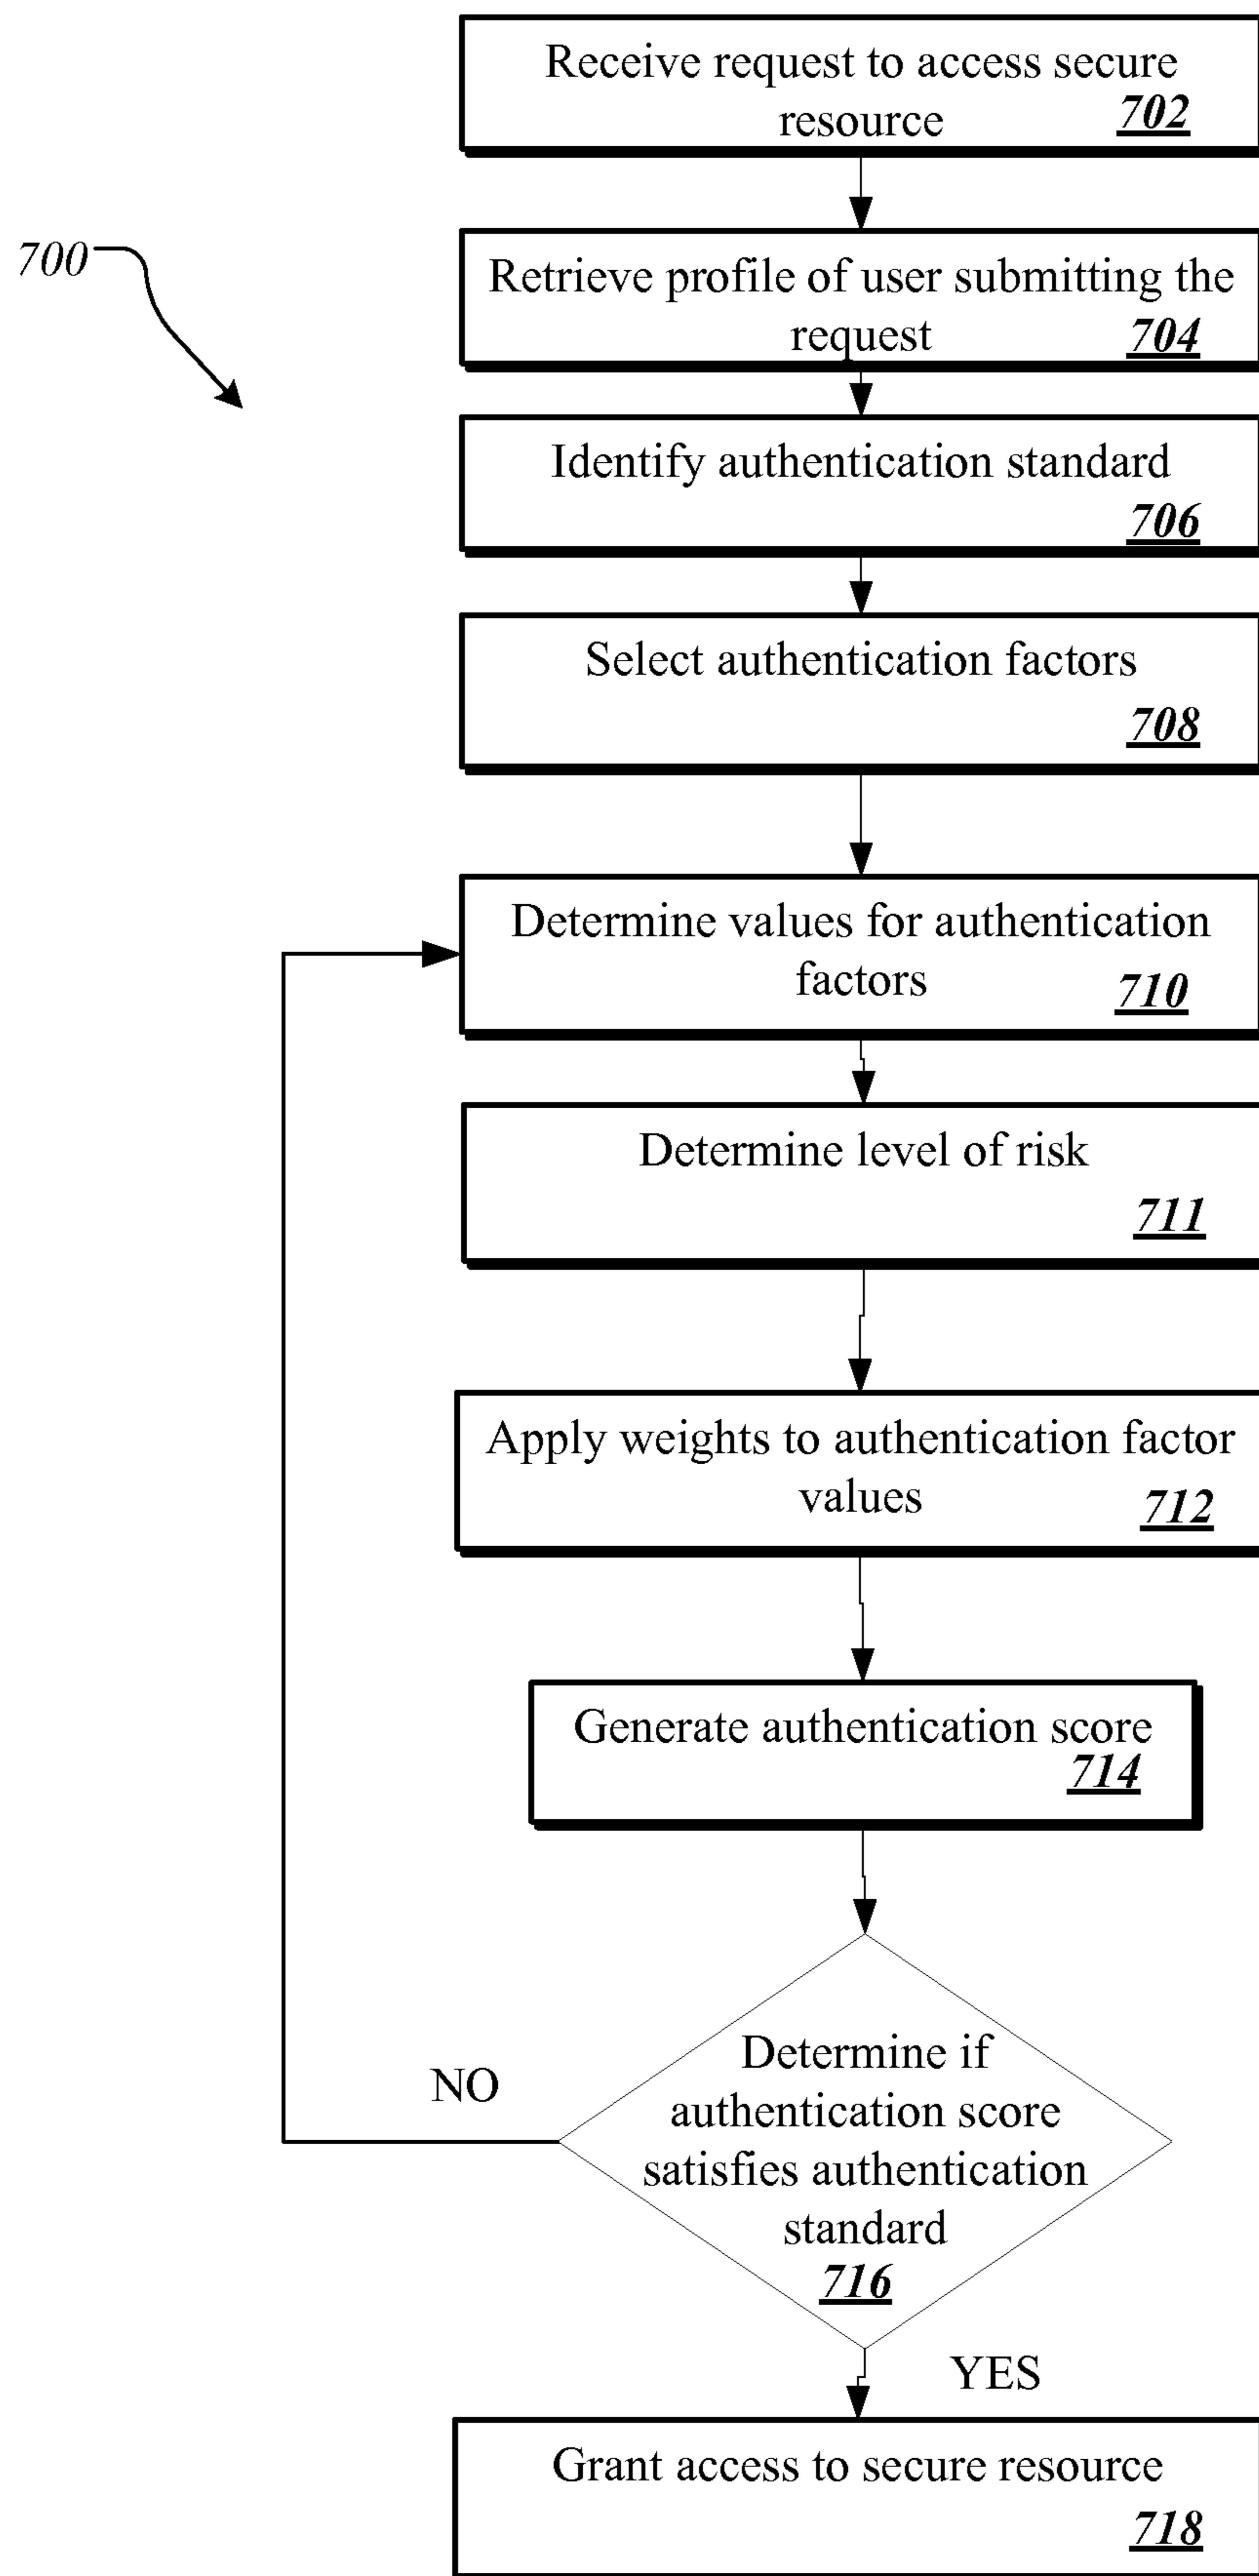 Receive request to access secure
resource 702
700
Retrieve profile of user submitting the
request 704
Identify authentication standard
706
Select authentication factors
708
Determine values for authentication
factors 710
Determine level of risk
711
Apply weights to authentication factor
values 712
Generate authentication score
714
Determine if
authentication score
satisfies authentication
standard
716
NO
YES
Grant access to secure resource
718